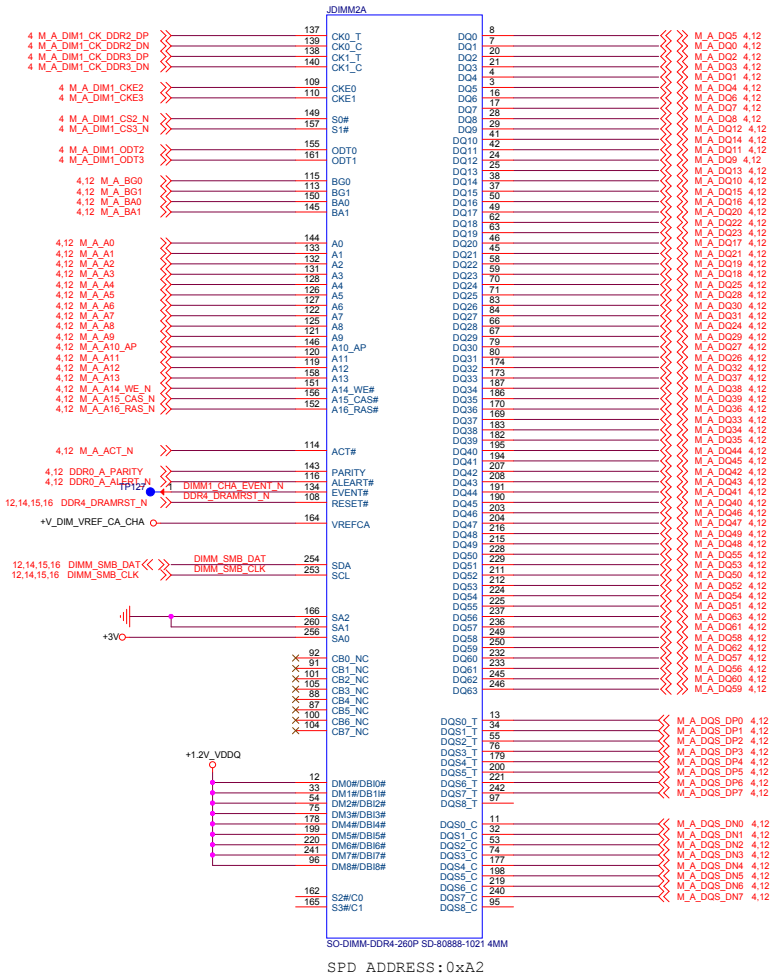 JDIMM2A
4 M_A_DIM1_CK_DDR2_DP 137 CK0_T
4 M_A_DIM1_CK_DDR2_DN 139 CK0_C
4 M_A_DIM1_CK_DDR3_DP 138 CK1_T
4 M_A_DIM1_CK_DDR3_DN 140 CK1_C
4 M_A_DIM1_CKE2 109 CKE0
4 M_A_DIM1_CKE3 110 CKE1
4 M_A_DIM1_CS2_N 149 S0#
4 M_A_DIM1_CS3_N 157 S1#
4 M_A_DIM1_ODT2 155 ODT0
4 M_A_DIM1_ODT3 161 ODT1
4,12 M_A_BG0 115 BG0
4,12 M_A_BG1 113 BG1
4,12 M_A_BA0 150 BA0
4,12 M_A_BA1 145 BA1
4,12 M_A_A0 144 A0
4,12 M_A_A1 133 A1
4,12 M_A_A2 132 A2
4,12 M_A_A3 131 A3
4,12 M_A_A4 128 A4
4,12 M_A_A5 126 A5
4,12 M_A_A6 127 A6
4,12 M_A_A7 122 A7
4,12 M_A_A8 125 A8
4,12 M_A_A9 121 A9
4,12 M_A_A10_AP 146 A10_AP
4,12 M_A_A11 120 A11
4,12 M_A_A12 119 A12
4,12 M_A_A13 158 A13
4,12 M_A_A14_WE_N 151 A14_WE#
4,12 M_A_A15_CAS_N 156 A15_CAS#
4,12 M_A_A16_RAS_N 152 A16_RAS#
4,12 M_A_ACT_N 114 ACT#
4,12 DDR0_A_PARITY 143 PARITY
4,12 DDR0_A_ALERT_N 116 ALEART#
TP127 1 DIMM1_CHA_EVENT_N 134 EVENT#
12,14,15,16 DDR4_DRAMRST_N DDR4_DRAMRST_N 108 RESET#
+V_DIM_VREF_CA_CHA 164 VREFCA
12,14,15,16 DIMM_SMB_DAT DIMM_SMB_DAT 254 SDA
12,14,15,16 DIMM_SMB_CLK DIMM_SMB_CLK 253 SCL
166 SA2
260 SA1
+3V 256 SA0
92 CB0_NC
91 CB1_NC
101 CB2_NC
105 CB3_NC
88 CB4_NC
87 CB5_NC
100 CB6_NC
104 CB7_NC
+1.2V_VDDQ
12 DM0#/DBI0#
33 DM1#/DB1I#
54 DM2#/DBI2#
75 DM3#/DBI3#
178 DM4#/DBI4#
199 DM5#/DBI5#
220 DM6#/DBI6#
241 DM7#/DBI7#
96 DM8#/DBI8#
162 S2#/C0
165 S3#/C1
DQ0 8 M_A_DQ5 4,12
DQ1 7 M_A_DQ0 4,12
DQ2 20 M_A_DQ2 4,12
DQ3 21 M_A_DQ3 4,12
DQ4 4 M_A_DQ1 4,12
DQ5 3 M_A_DQ4 4,12
DQ6 16 M_A_DQ6 4,12
DQ7 17 M_A_DQ7 4,12
DQ8 28 M_A_DQ8 4,12
DQ9 29 M_A_DQ12 4,12
DQ10 41 M_A_DQ14 4,12
DQ11 42 M_A_DQ11 4,12
DQ12 24 M_A_DQ9 4,12
DQ13 25 M_A_DQ13 4,12
DQ14 38 M_A_DQ10 4,12
DQ15 37 M_A_DQ15 4,12
DQ16 50 M_A_DQ16 4,12
DQ17 49 M_A_DQ20 4,12
DQ18 62 M_A_DQ22 4,12
DQ19 63 M_A_DQ23 4,12
DQ20 46 M_A_DQ17 4,12
DQ21 45 M_A_DQ21 4,12
DQ22 58 M_A_DQ19 4,12
DQ23 59 M_A_DQ18 4,12
DQ24 70 M_A_DQ25 4,12
DQ25 71 M_A_DQ28 4,12
DQ26 83 M_A_DQ30 4,12
DQ27 84 M_A_DQ31 4,12
DQ28 66 M_A_DQ24 4,12
DQ29 67 M_A_DQ29 4,12
DQ30 79 M_A_DQ27 4,12
DQ31 80 M_A_DQ26 4,12
DQ32 174 M_A_DQ32 4,12
DQ33 173 M_A_DQ37 4,12
DQ34 187 M_A_DQ38 4,12
DQ35 186 M_A_DQ39 4,12
DQ36 170 M_A_DQ36 4,12
DQ37 169 M_A_DQ33 4,12
DQ38 183 M_A_DQ34 4,12
DQ39 182 M_A_DQ35 4,12
DQ40 195 M_A_DQ44 4,12
DQ41 194 M_A_DQ45 4,12
DQ42 207 M_A_DQ42 4,12
DQ43 208 M_A_DQ43 4,12
DQ44 191 M_A_DQ41 4,12
DQ45 190 M_A_DQ40 4,12
DQ46 203 M_A_DQ46 4,12
DQ47 204 M_A_DQ47 4,12
DQ48 216 M_A_DQ49 4,12
DQ49 215 M_A_DQ48 4,12
DQ50 228 M_A_DQ55 4,12
DQ51 229 M_A_DQ53 4,12
DQ52 211 M_A_DQ50 4,12
DQ53 212 M_A_DQ52 4,12
DQ54 224 M_A_DQ54 4,12
DQ55 225 M_A_DQ51 4,12
DQ56 237 M_A_DQ63 4,12
DQ57 236 M_A_DQ61 4,12
DQ58 249 M_A_DQ58 4,12
DQ59 250 M_A_DQ62 4,12
DQ60 232 M_A_DQ57 4,12
DQ61 233 M_A_DQ56 4,12
DQ62 245 M_A_DQ60 4,12
DQ63 246 M_A_DQ59 4,12
DQS0_T 13 M_A_DQS_DP0 4,12
DQS1_T 34 M_A_DQS_DP1 4,12
DQS2_T 55 M_A_DQS_DP2 4,12
DQS3_T 76 M_A_DQS_DP3 4,12
DQS4_T 179 M_A_DQS_DP4 4,12
DQS5_T 200 M_A_DQS_DP5 4,12
DQS6_T 221 M_A_DQS_DP6 4,12
DQS7_T 242 M_A_DQS_DP7 4,12
DQS8_T 97
DQS0_C 11 M_A_DQS_DN0 4,12
DQS1_C 32 M_A_DQS_DN1 4,12
DQS2_C 53 M_A_DQS_DN2 4,12
DQS3_C 74 M_A_DQS_DN3 4,12
DQS4_C 177 M_A_DQS_DN4 4,12
DQS5_C 198 M_A_DQS_DN5 4,12
DQS6_C 219 M_A_DQS_DN6 4,12
DQS7_C 240 M_A_DQS_DN7 4,12
DQS8_C 95
SO-DIMM-DDR4-260P SD-80888-1021 4MM
SPD ADDRESS:0xA2